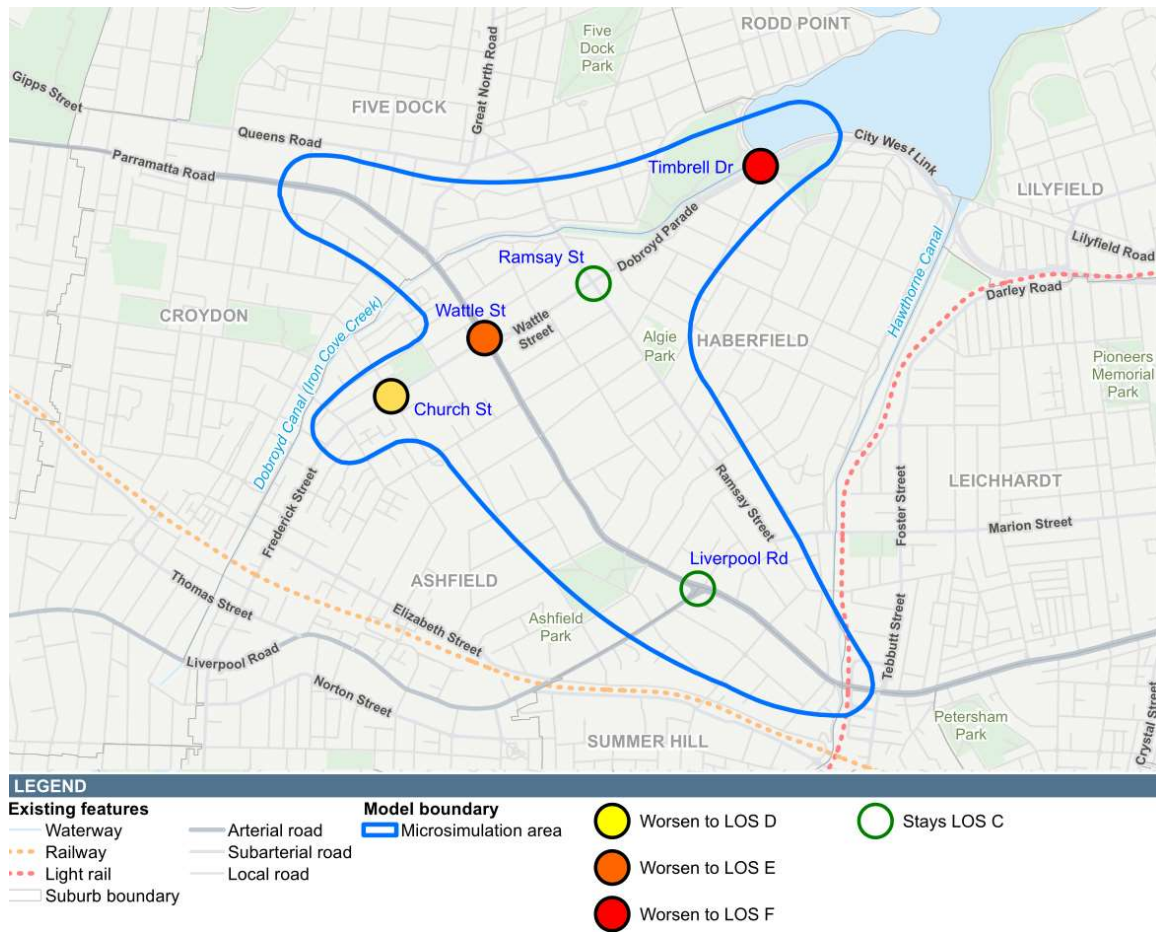 RODD POINT
Five
Dock
Park
Gipps Street
FIVE DOCK
Great North Road
Queens Road
City West Link
Parramatta Road
Timbrell Dr
LILYFIELD
Dobroyd Parade
Lilyfield Road
Ramsay St
Hawthorne Canal
Darley Road
CROYDON
Wattle St
Wattle
Street
Algie
Park
HABERFIELD
Pioneers
Memorial
Park
Dobroyd Canal (Iron Cove Creek)
Church St
Frederick Street
Ramsay Street
Foster Street
LEICHHARDT
Marion Street
Liverpool Rd
ASHFIELD
Thomas Street
Elizabeth Street
Ashfield
Park
Tebbutt Street
Liverpool Road
Norton Street
SUMMER HILL
Petersham
Park
Crystal Street
LEGEND
Existing features
Waterway
Railway
Light rail
Suburb boundary
Arterial road
Subarterial road
Local road
Model boundary
Microsimulation area
Worsen to LOS D
Worsen to LOS E
Worsen to LOS F
Stays LOS C